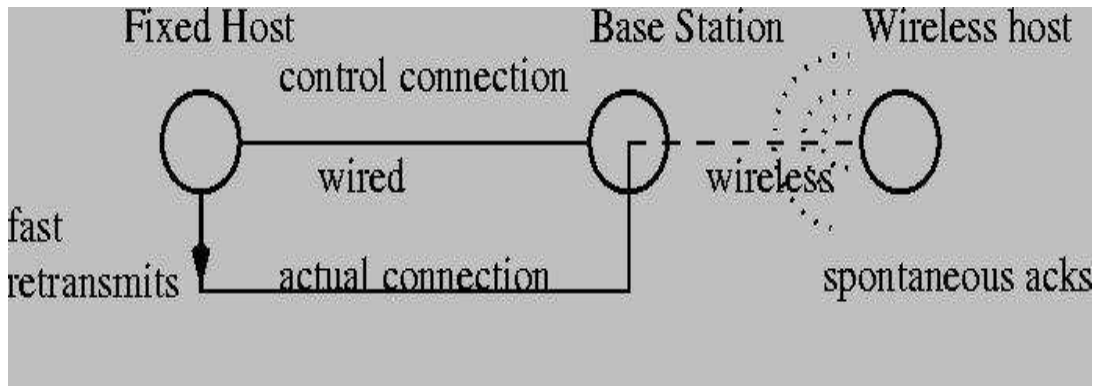 Fixed Host
Base Station
Wireless host
control connection
wired
wireless
fast
retransmits
actual connection
spontaneous acks